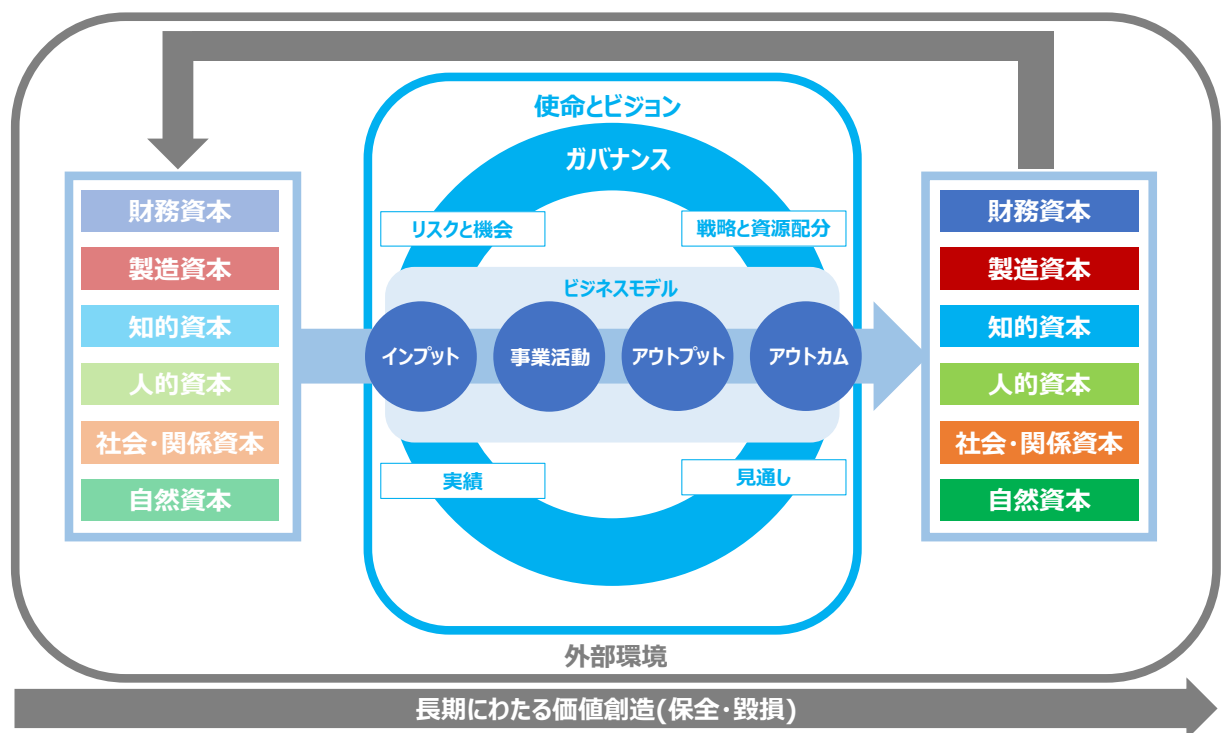 使命とビジョン
ガバナンス
財務資本
製造資本
知的資本
人的資本
社会・関係資本
自然資本
リスクと機会
戦略と資源配分
ビジネスモデル
インプット
事業活動
アウトプット
アウトカム
実績
見通し
財務資本
製造資本
知的資本
人的資本
社会・関係資本
自然資本
外部環境
長期にわたる価値創造(保全・毀損)